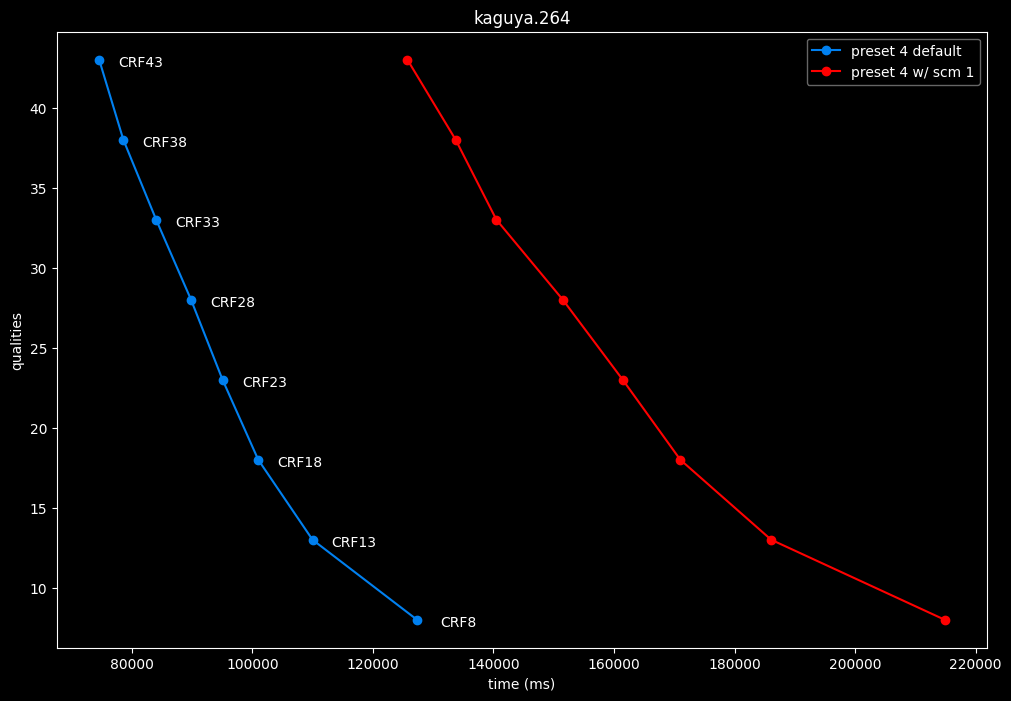 kaguya.264
preset 4 default
preset 4 w/ scm 1
CRF43
CRF38
CRF33
CRF28
CRF23
CRF18
CRF13
CRF8
qualities
40
35
30
25
20
15
10
80000 100000 120000 140000 160000 180000 200000 220000
time (ms)